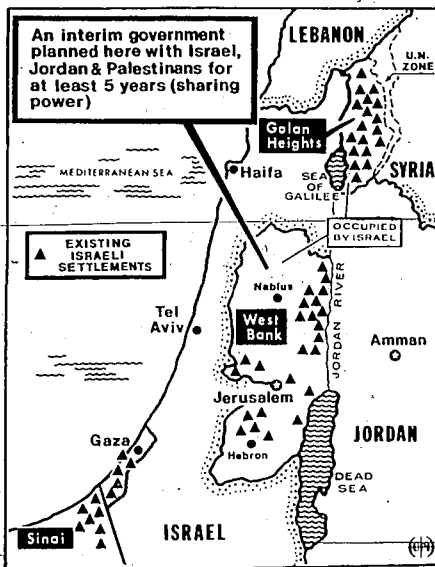 An interim government
planned here with Israel,
Jordan & Palestinans for
at least 5 years (sharing
power)
LEBANON
U.N.
ZONE
Golan
Heights
MEDITERRANEAN SEA
Haifa
SEA
OF
GALILEE
SYRIA
OCCUPIED
BY ISRAEL
EXISTING
ISRAELI
SETTLEMENTS
Nablus
Tel
Aviv
West
Bank
JORDAN RIVER
Amman
Jerusalem
JORDAN
Gaza
Hebron
DEAD
SEA
Sinai
ISRAEL
UPI